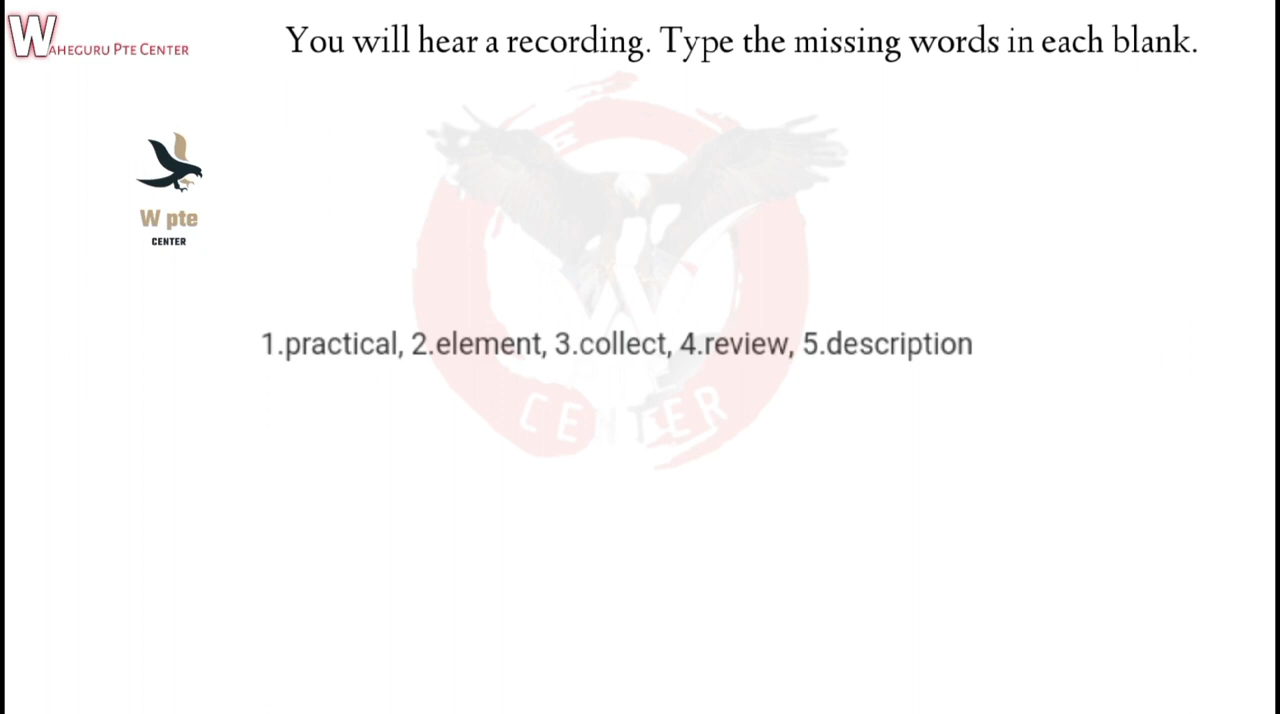 WAHEGURU PTE CENTER
You will hear a recording. Type the missing words in each blank.
W pte
CENTER
1.practical, 2.element, 3.collect, 4.review, 5.description
CENTER